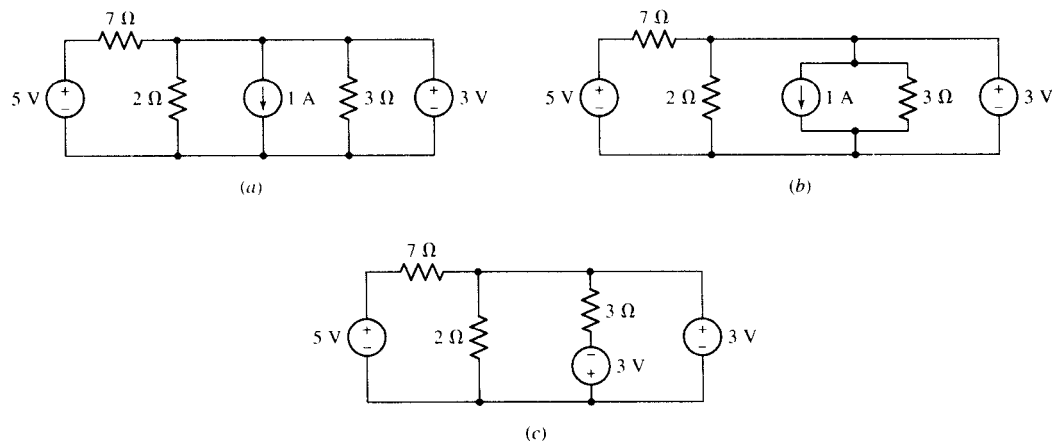 7 Ω
5 V + − 2 Ω 1 A 3 Ω + − 3 V
(a)
7 Ω
5 V + − 2 Ω 1 A 3 Ω + − 3 V
(b)
7 Ω
3 Ω
5 V + − 2 Ω + − 3 V
− + 3 V
(c)